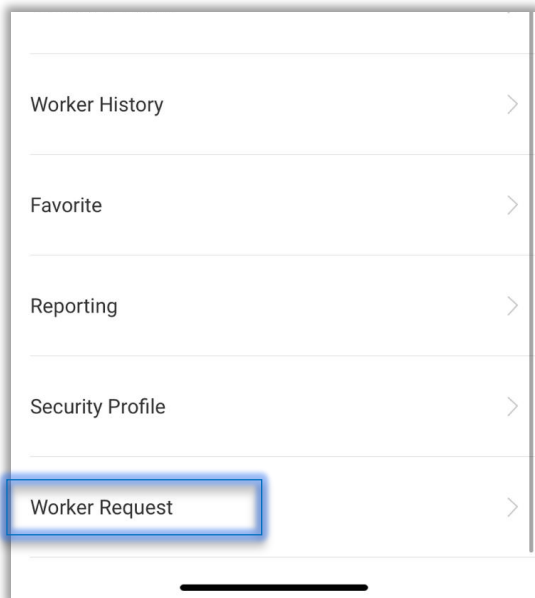 Worker History
Favorite
Reporting
Security Profile
Worker Request